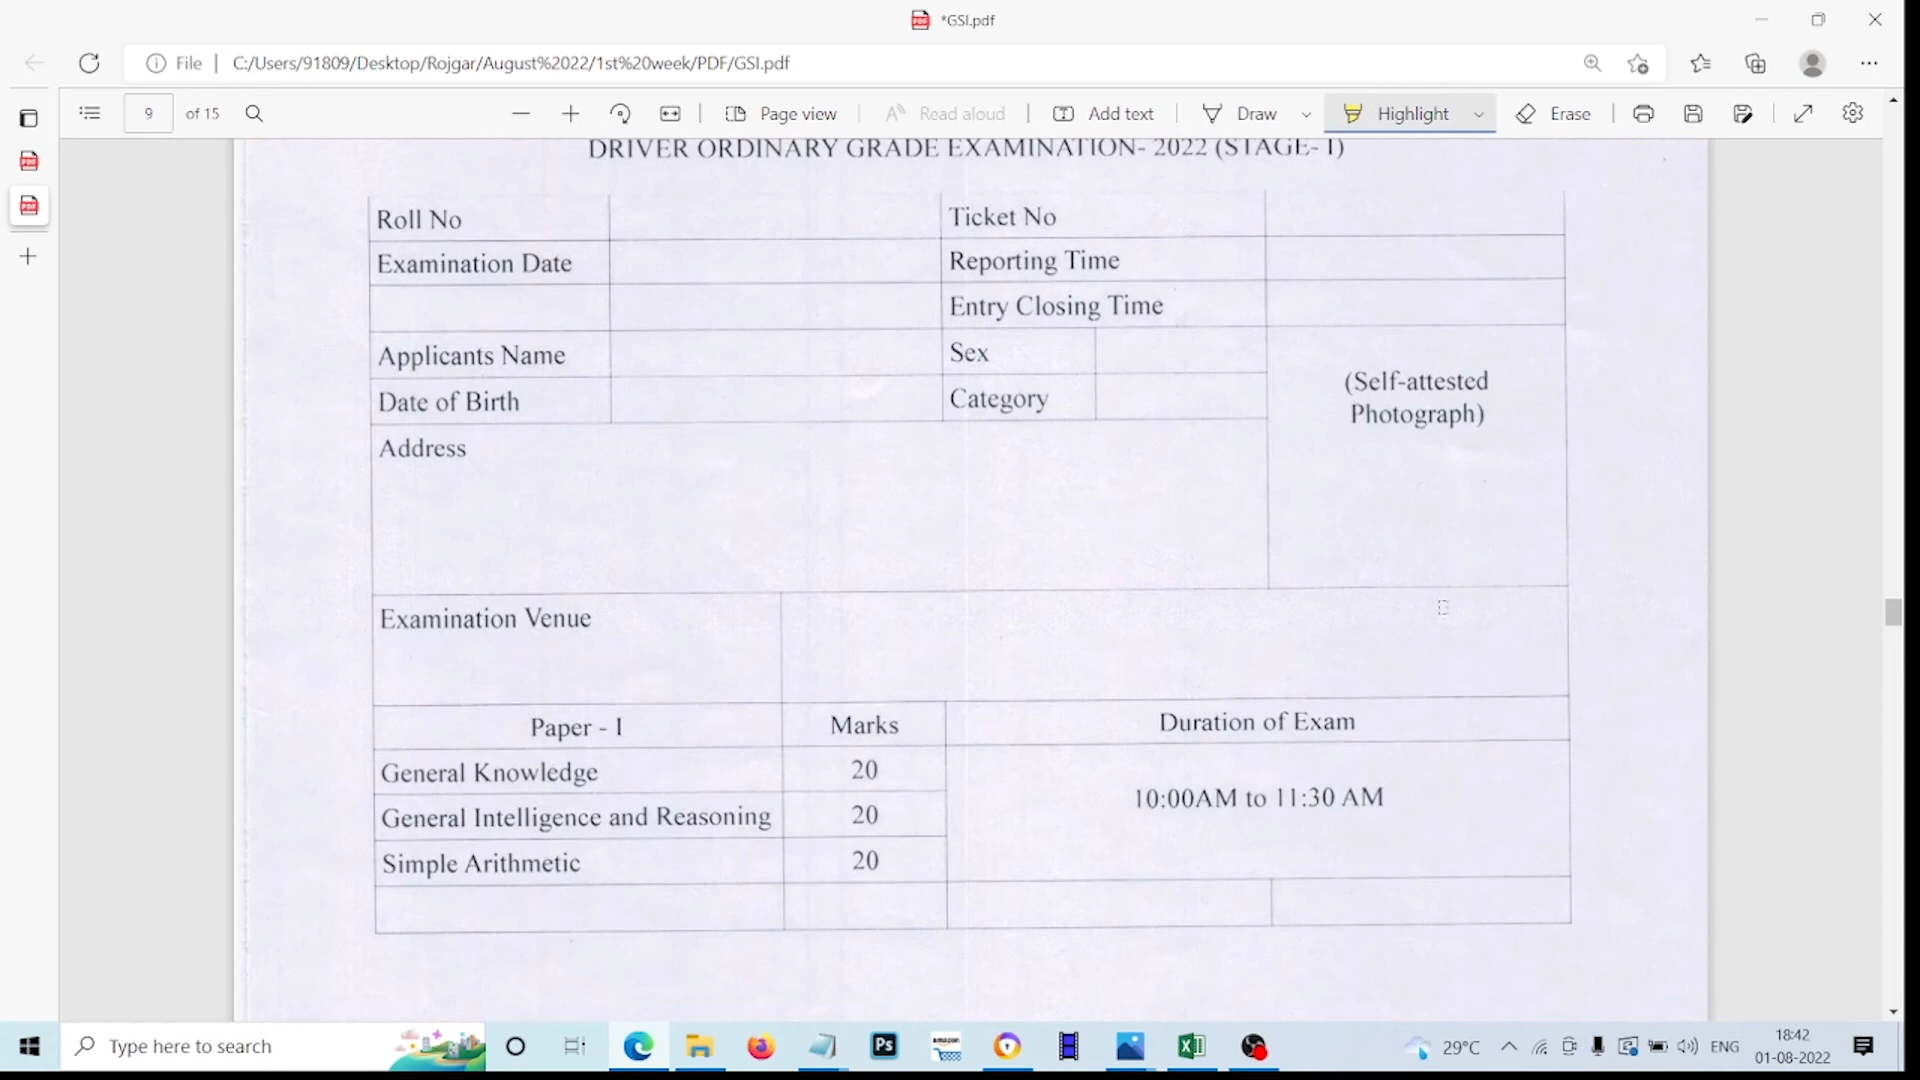 *GSI.pdf
File | C:/Users/91809/Desktop/Rojgar/August%2022/1st%20week/PDF/GSI.pdf
9 of 15 Page view Read aloud Add text Draw Highlight Erase
DRIVER ORDINARY GRADE EXAMINATION- 2022 (STAGE- I)
Roll No Ticket No
Examination Date Reporting Time
Entry Closing Time
Applicants Name Sex
(Self-attested
Photograph)
Date of Birth Category
Address
Examination Venue
Paper - I Marks Duration of Exam
General Knowledge 20
10:00AM to 11:30 AM
General Intelligence and Reasoning 20
Simple Arithmetic 20
Type here to search Ps amazon 29°C ENG 18:42
01-08-2022